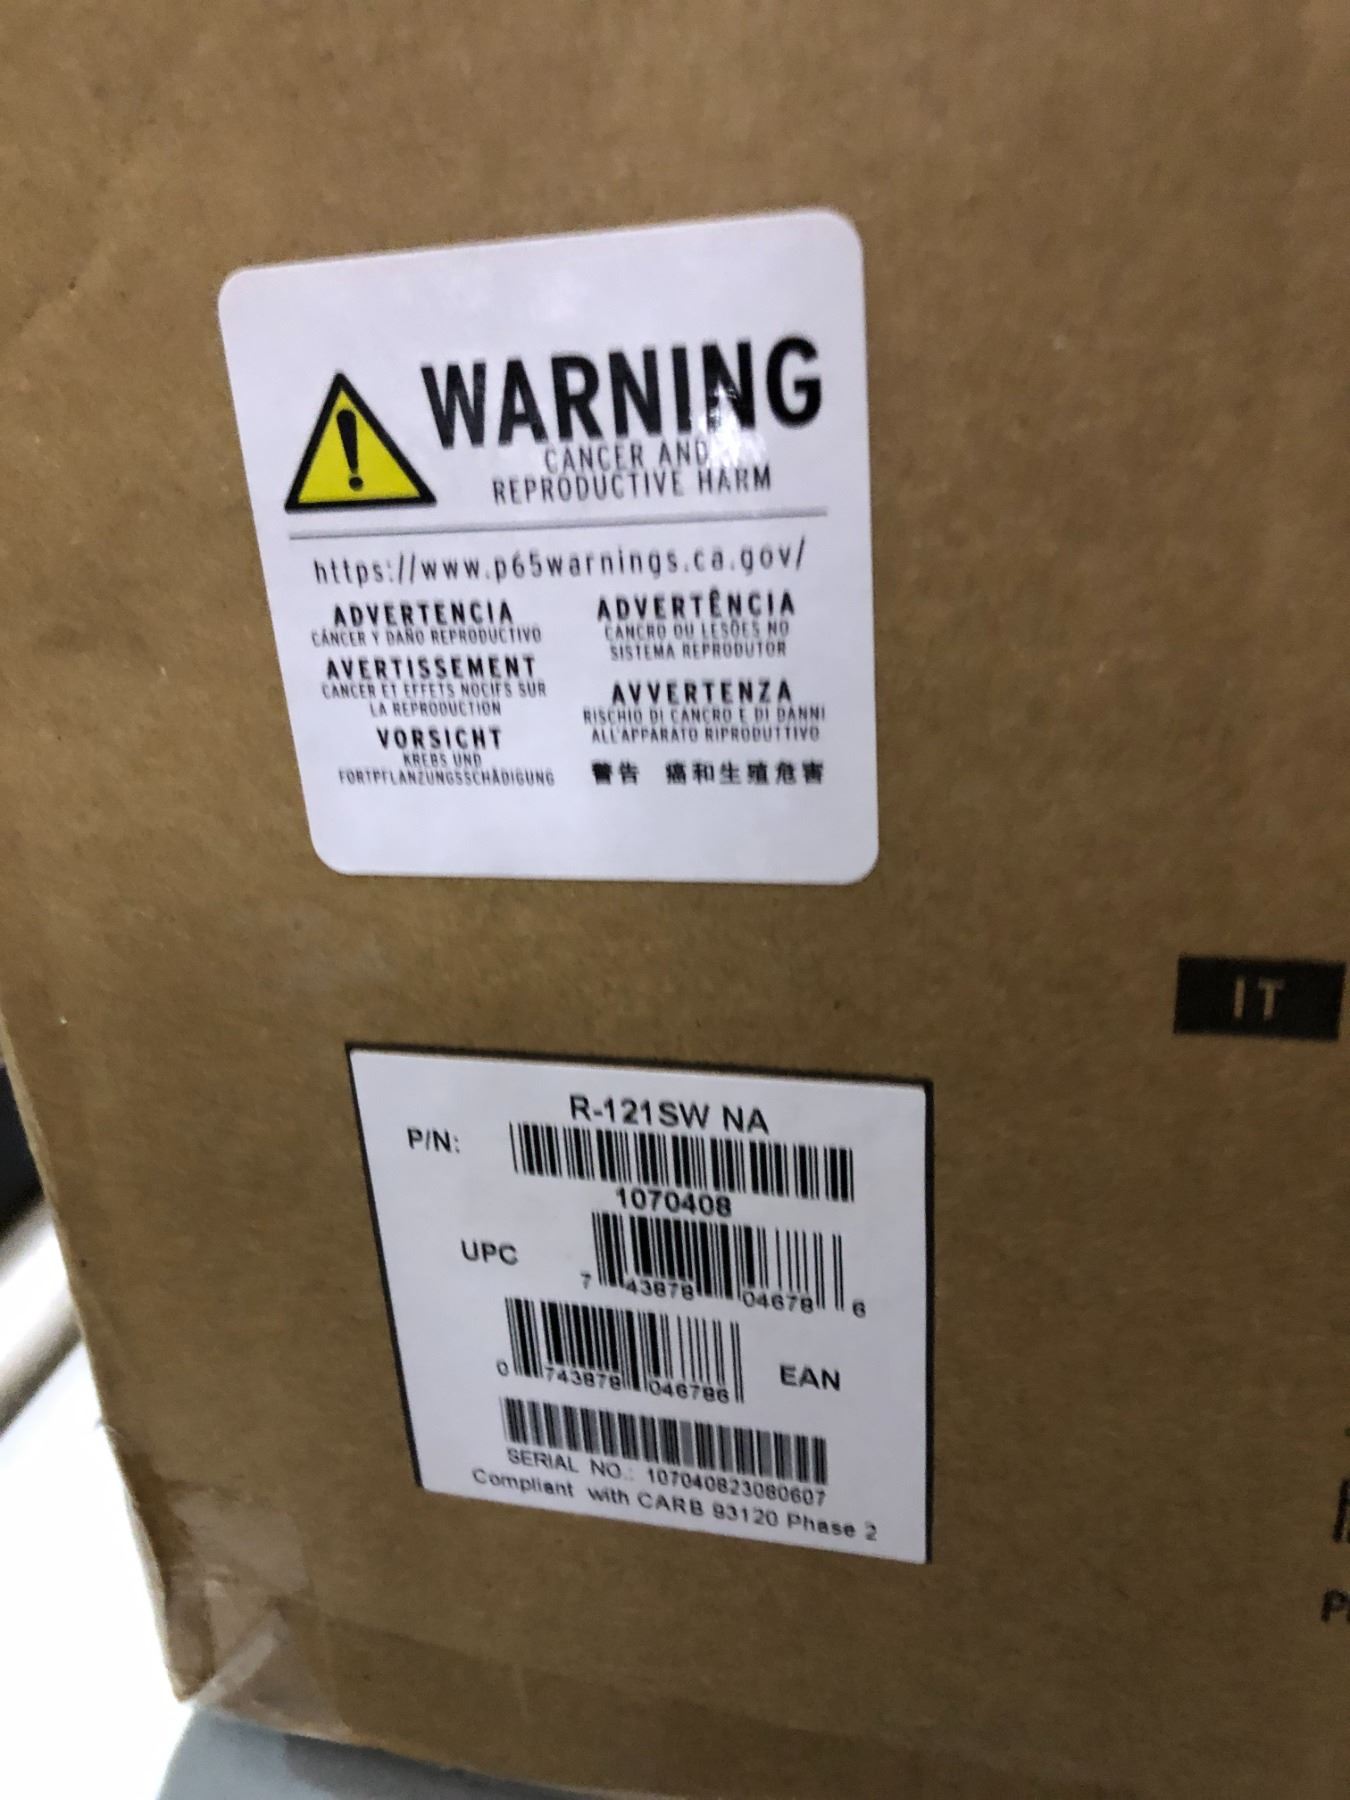 WARNING
CANCER AND
REPRODUCTIVE HARM
https://www.p65warnings.ca.gov/
ADVERTENCIA
CÁNCER Y DAÑO REPRODUCTIVO
AVERTISSEMENT
CANCER ET EFFETS NOCIFS SUR
LA REPRODUCTION
VORSICHT
KREBS UND
FORTPFLANZUNGSSCHÄDIGUNG
ADVERTÊNCIA
CANCRO OU LESÕES NO
SISTEMA REPRODUTOR
AVVERTENZA
RISCHIO DI CANCRO E DI DANNI
ALL'APPARATO RIPRODUTTIVO
警告 癌和生殖危害
IT
R-121SW NA
P/N:
1070408
UPC
7 43878 04678 6
0 743878 046786
EAN
SERIAL NO.: 107040823080607
Compliant with CARB 93120 Phase 2